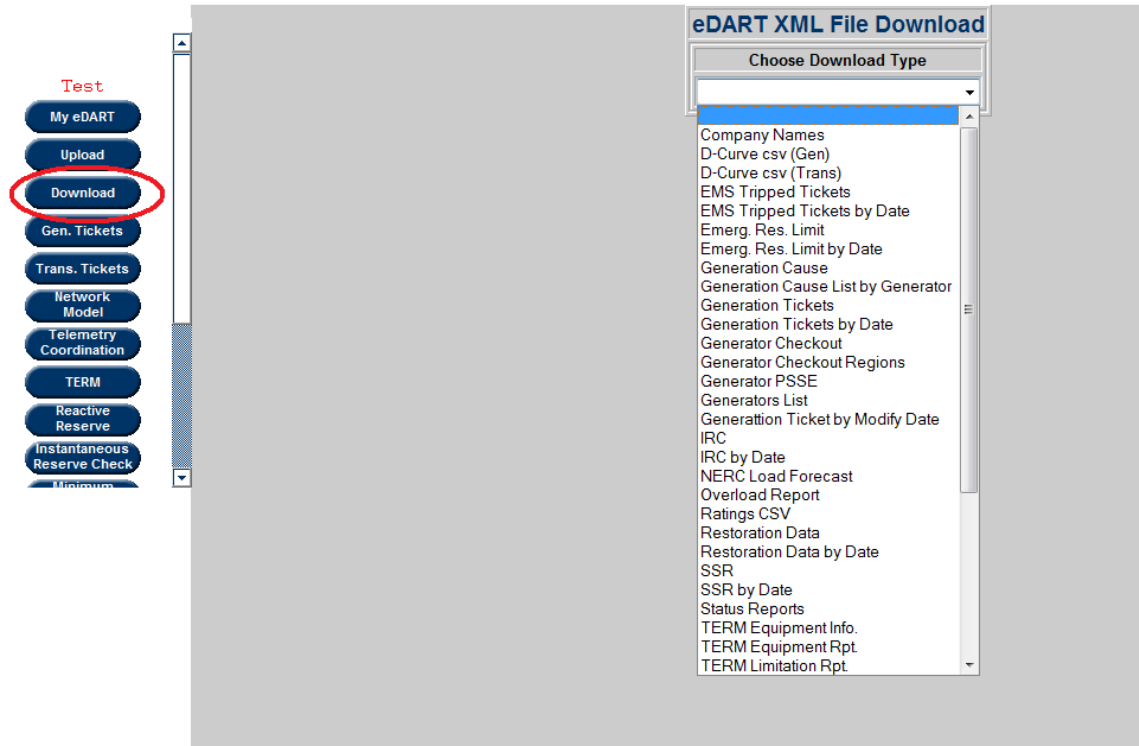 Test
My eDART
Upload
Download
Gen. Tickets
Trans. Tickets
Network
Model
Telemetry
Coordination
TERM
Reactive
Reserve
Instantaneous
Reserve Check
Minimum
eDART XML File Download
Choose Download Type
Company Names
D-Curve csv (Gen)
D-Curve csv (Trans)
EMS Tripped Tickets
EMS Tripped Tickets by Date
Emerg. Res. Limit
Emerg. Res. Limit by Date
Generation Cause
Generation Cause List by Generator
Generation Tickets
Generation Tickets by Date
Generator Checkout
Generator Checkout Regions
Generator PSSE
Generators List
Generattion Ticket by Modify Date
IRC
IRC by Date
NERC Load Forecast
Overload Report
Ratings CSV
Restoration Data
Restoration Data by Date
SSR
SSR by Date
Status Reports
TERM Equipment Info.
TERM Equipment Rpt.
TERM Limitation Rpt.